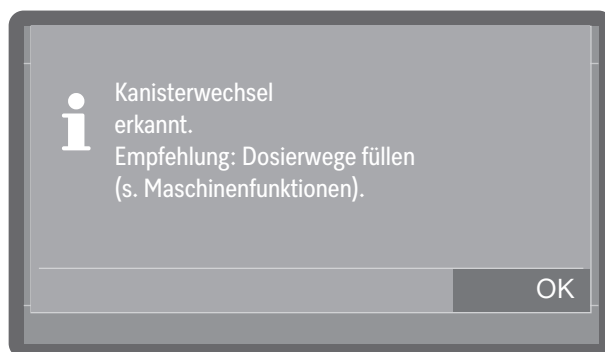 Kanisterwechsel
erkannt.
Empfehlung: Dosierwege füllen
(s. Maschinenfunktionen).
OK